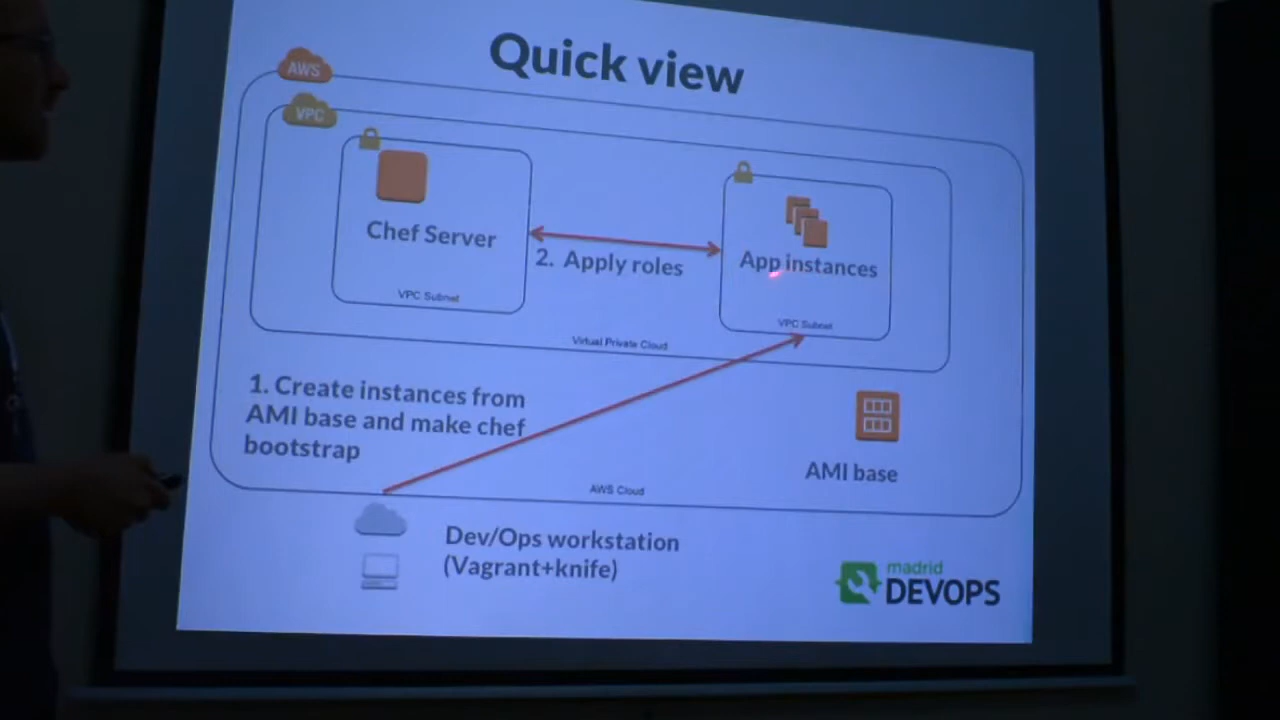 Quick view
AWS
VPC
Chef Server
VPC Subnet
2. Apply roles
App instances
VPC Subnet
Virtual Private Cloud
1. Create instances from
AMI base and make chef
bootstrap
AMI base
AWS Cloud
Dev/Ops workstation
(Vagrant+knife)
madrid
DEVOPS